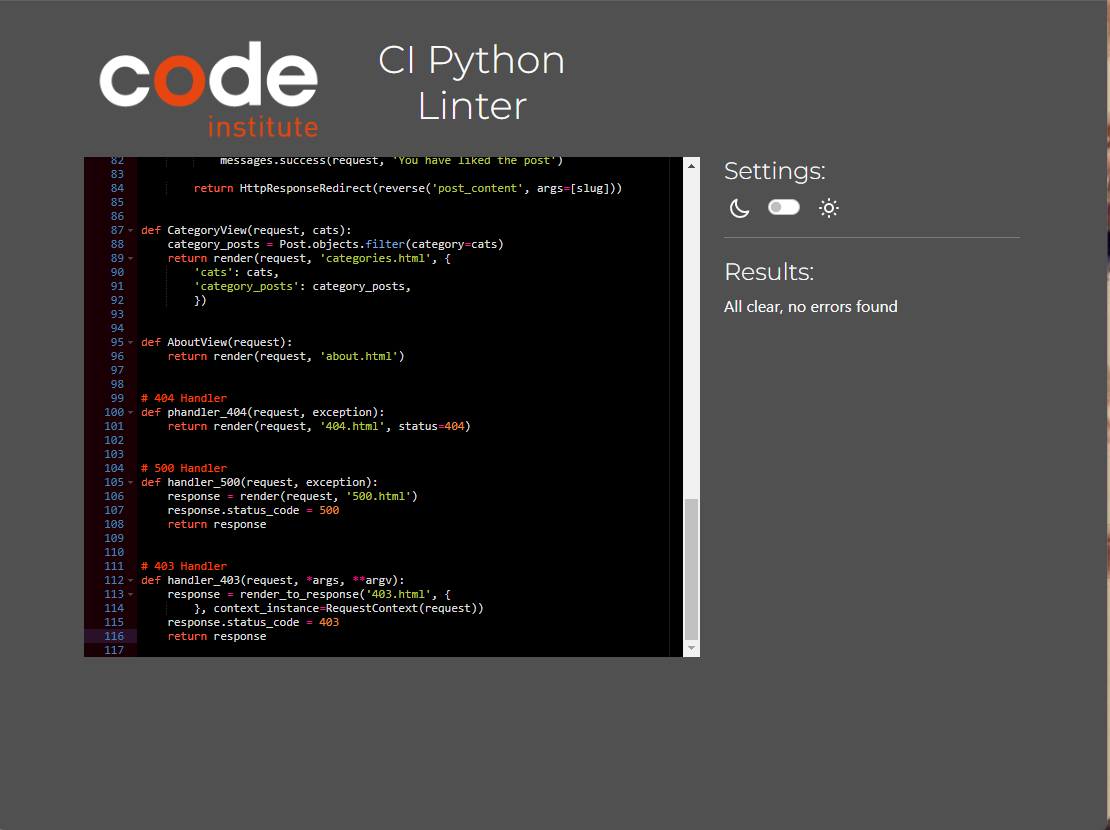 code
institute
CI Python
Linter
82 messages.success(request, 'You have liked the post')
83
84 return HttpResponseRedirect(reverse('post_content', args=[slug]))
85
86
87 def CategoryView(request, cats):
88 category_posts = Post.objects.filter(category=cats)
89 return render(request, 'categories.html', {
90 'cats': cats,
91 'category_posts': category_posts,
92 })
93
94
95 def AboutView(request):
96 return render(request, 'about.html')
97
98
99 # 404 Handler
100 def phandler_404(request, exception):
101 return render(request, '404.html', status=404)
102
103
104 # 500 Handler
105 def handler_500(request, exception):
106 response = render(request, '500.html')
107 response.status_code = 500
108 return response
109
110
111 # 403 Handler
112 def handler_403(request, *args, **argv):
113 response = render_to_response('403.html', {
114 }, context_instance=RequestContext(request))
115 response.status_code = 403
116 return response
117
Settings:
Results:
All clear, no errors found